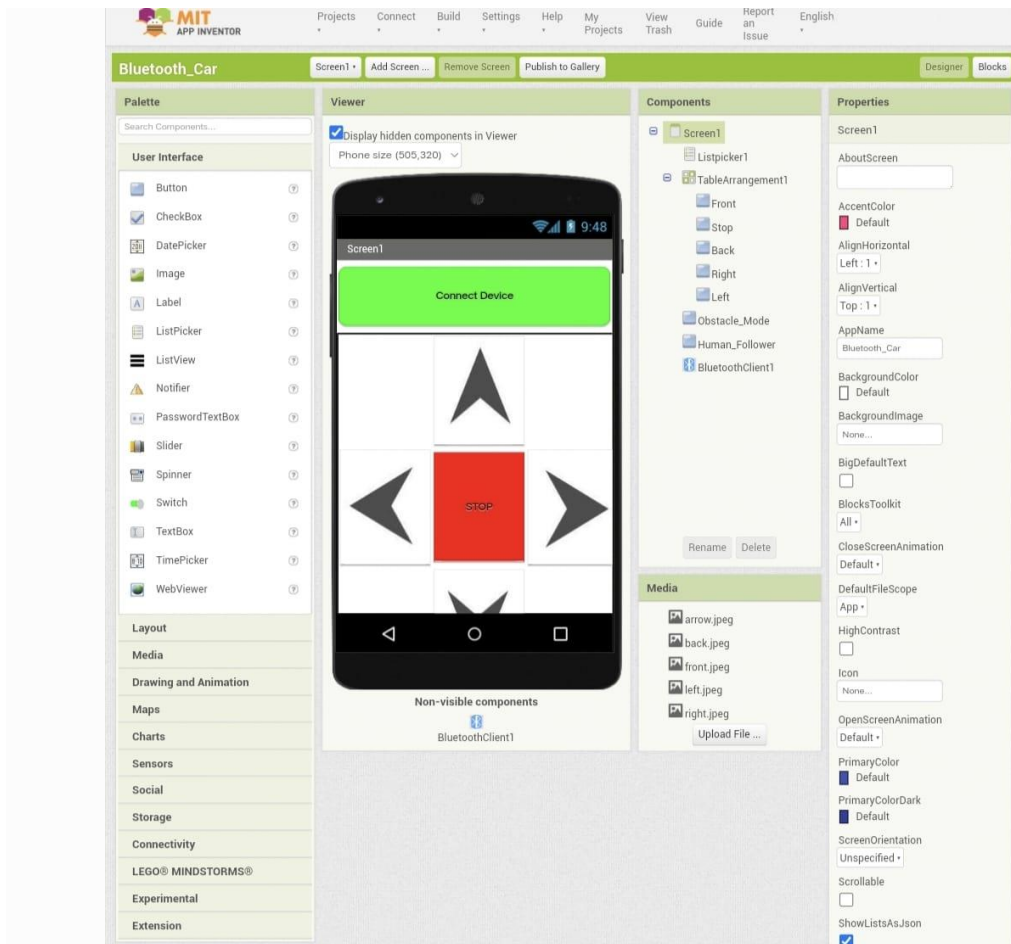 MIT
APP INVENTOR
Projects
Connect
Build
Settings
Help
My Projects
View Trash
Guide
Report an Issue
English
Bluetooth_Car
Screen1
Add Screen ...
Remove Screen
Publish to Gallery
Designer
Blocks
Palette
Search Components...
User Interface
Button
CheckBox
DatePicker
Image
Label
ListPicker
ListView
Notifier
PasswordTextBox
Slider
Spinner
Switch
TextBox
TimePicker
WebViewer
Layout
Media
Drawing and Animation
Maps
Charts
Sensors
Social
Storage
Connectivity
LEGO® MINDSTORMS®
Experimental
Extension
Viewer
Display hidden components in Viewer
Phone size (505,320)
9:48
Screen1
Connect Device
STOP
Non-visible components
BluetoothClient1
Components
Screen1
Listpicker1
TableArrangement1
Front
Stop
Back
Right
Left
Obstacle_Mode
Human_Follower
BluetoothClient1
Rename
Delete
Media
arrow.jpeg
back.jpeg
front.jpeg
left.jpeg
right.jpeg
Upload File ...
Properties
Screen1
AboutScreen
AccentColor
Default
AlignHorizontal
Left : 1
AlignVertical
Top : 1
AppName
Bluetooth_Car
BackgroundColor
Default
BackgroundImage
None...
BigDefaultText
BlocksToolkit
All
CloseScreenAnimation
Default
DefaultFileScope
App
HighContrast
Icon
None...
OpenScreenAnimation
Default
PrimaryColor
Default
PrimaryColorDark
Default
ScreenOrientation
Unspecified
Scrollable
ShowListsAsJson